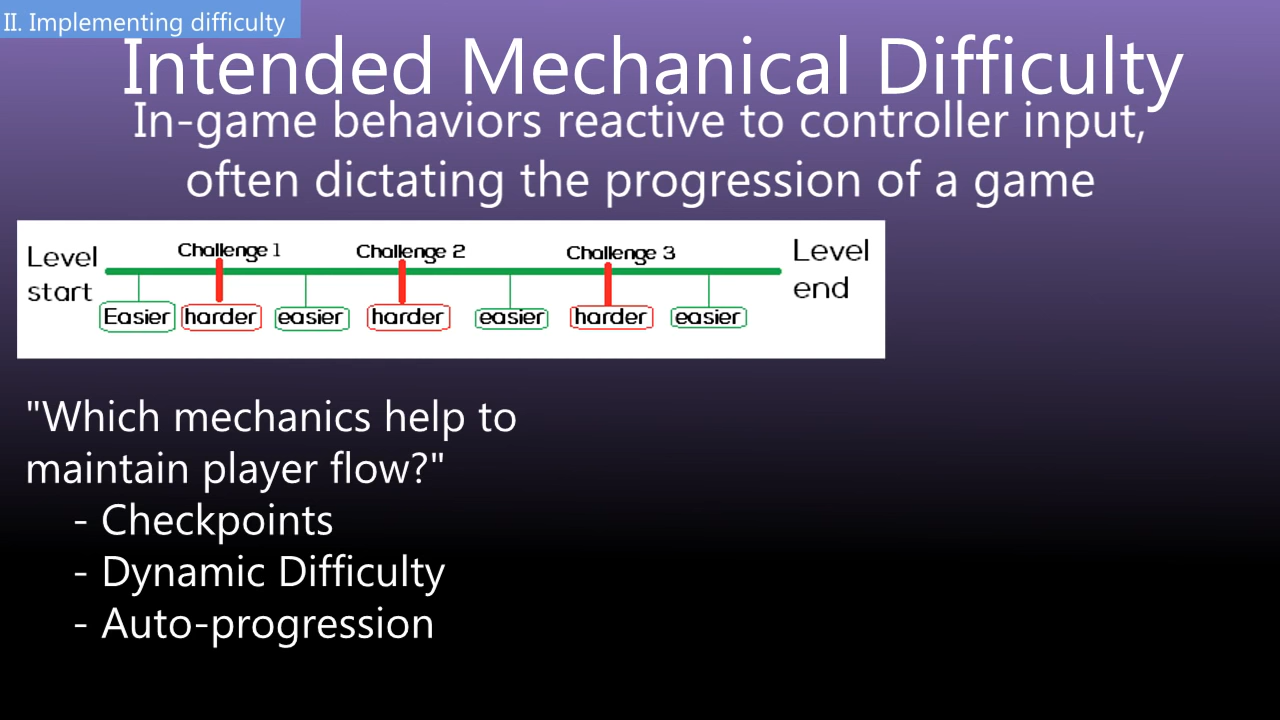 II. Implementing difficulty
Intended Mechanical Difficulty
In-game behaviors reactive to controller input,
often dictating the progression of a game
Level
start
Challenge 1
Challenge 2
Challenge 3
Level
end
Easier
harder
easier
harder
easier
harder
easier
"Which mechanics help to
maintain player flow?"
- Checkpoints
- Dynamic Difficulty
- Auto-progression